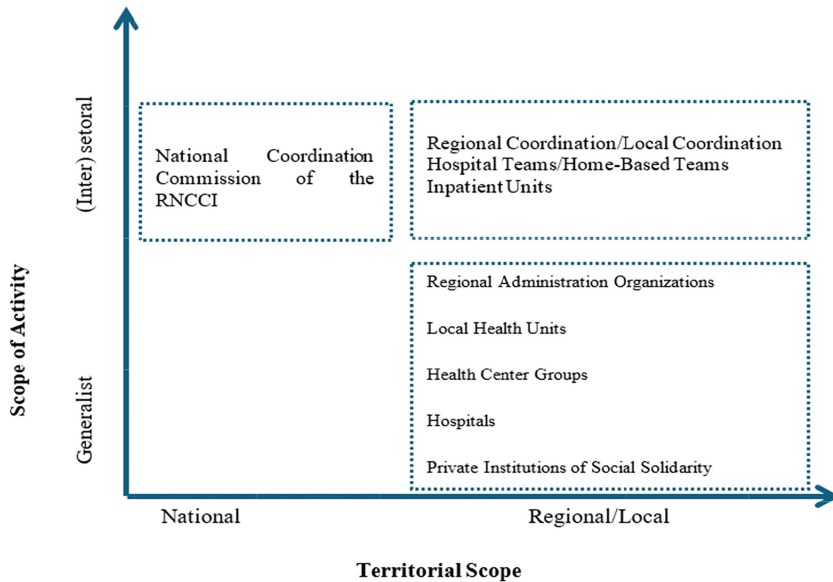 (Inter) setoral
National Coordination
Commission of the
RNCCI
Regional Coordination/Local Coordination
Hospital Teams/Home-Based Teams
Inpatient Units
Scope of Activity
Generalist
Regional Administration Organizations
Local Health Units
Health Center Groups
Hospitals
Private Institutions of Social Solidarity
National
Regional/Local
Territorial Scope